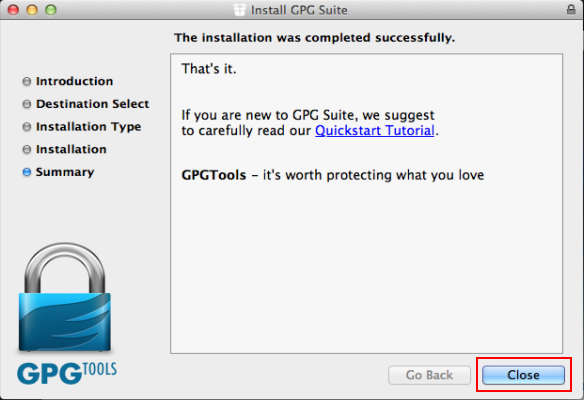 Install GPG Suite
The installation was completed successfully.
Introduction
Destination Select
Installation Type
Installation
Summary
That's it.
If you are new to GPG Suite, we suggest
to carefully read our Quickstart Tutorial.
GPGTools – it's worth protecting what you love
GPGTOOLS
Go Back
Close